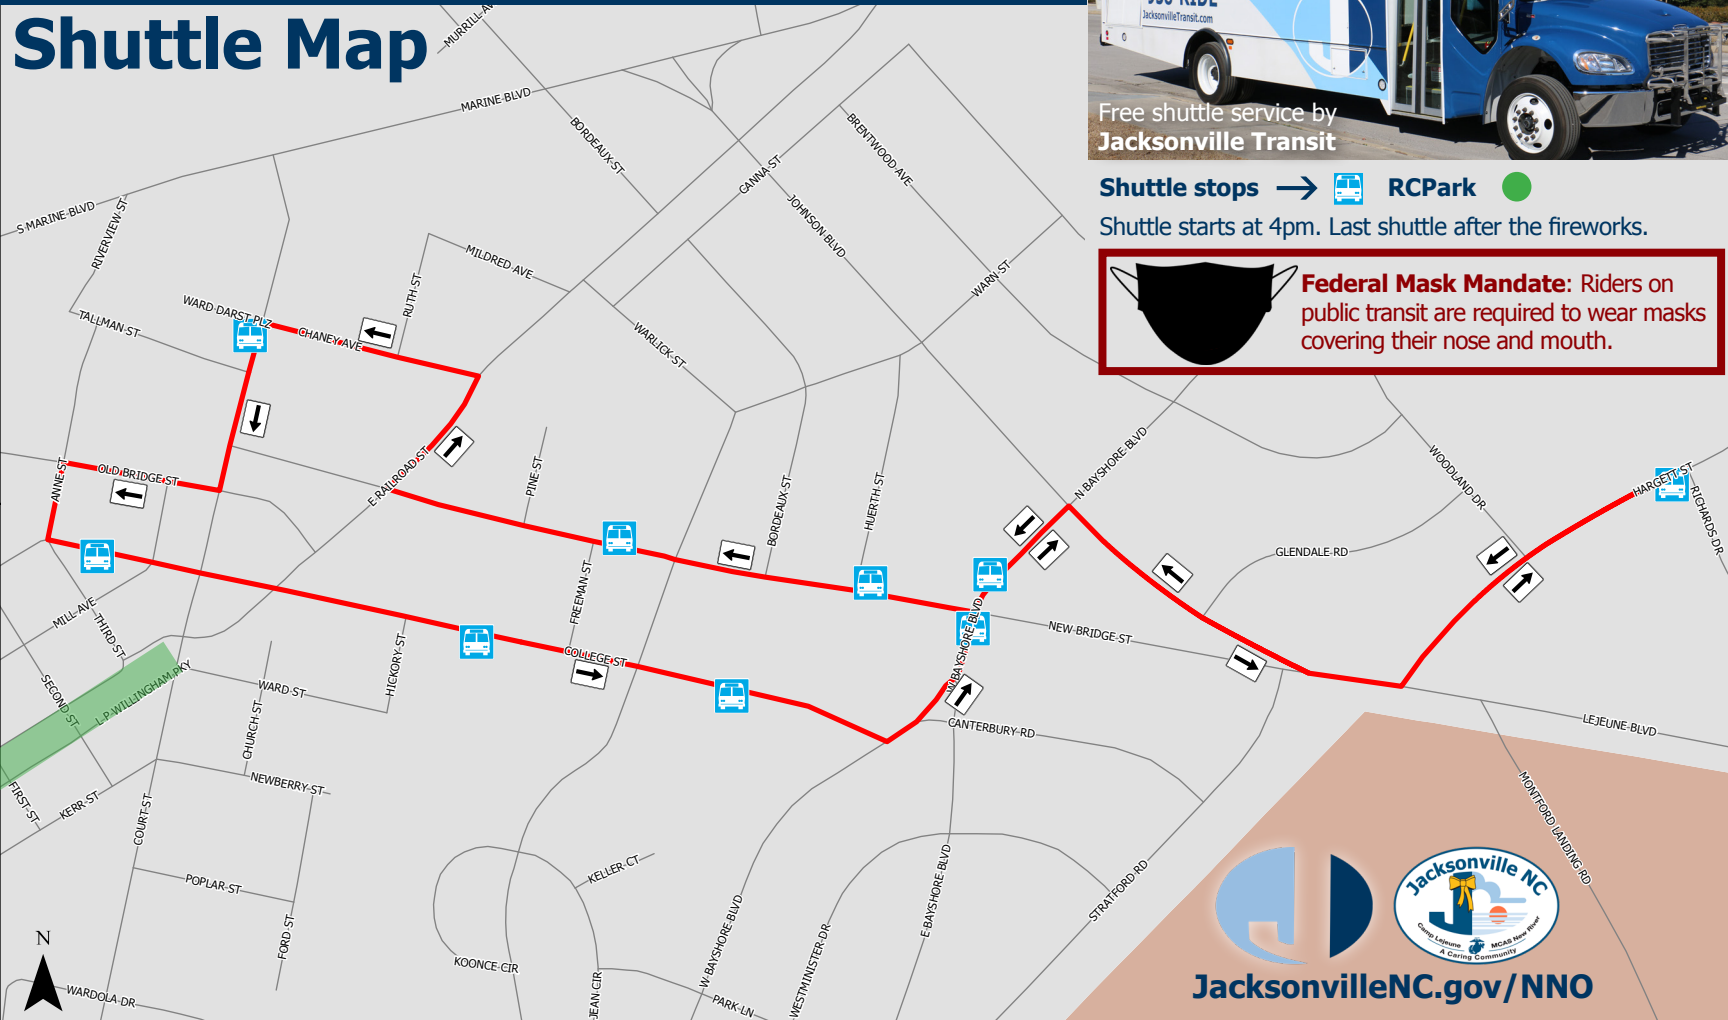 Shuttle Map
JacksonvilleTransit.com
Free shuttle service by
Jacksonville Transit
Shuttle stops
RCPark
Shuttle starts at 4pm. Last shuttle after the fireworks.
Federal Mask Mandate: Riders on
public transit are required to wear masks
covering their nose and mouth.
MARINE BLVD
BORDEAUX ST
CANNA ST
BRENTWOOD AVE
JOHNSON BLVD
S MARINE BLVD
RIVERVIEW ST
MILDRED AVE
RUTH ST
WARN ST
WARD DARST PLZ
TALLMAN ST
CHANEY AVE
WARLICK ST
N BAYSHORE BLVD
WOODLAND DR
HARGETT ST
RICHARDS DR
ANNE ST
OLD BRIDGE ST
E RAILROAD ST
PINE ST
BORDEAUX ST
HUERTH ST
GLENDALE RD
FREEMAN ST
MILL AVE
THIRD ST
W BAYSHORE BLVD
NEW BRIDGE ST
HICKORY ST
COLLEGE ST
SECOND ST
L P WILLINGHAM PKY
WARD ST
CHURCH ST
CANTERBURY RD
LEJEUNE BLVD
FIRST ST
KERR ST
NEWBERRY ST
COURT ST
MONTFORD LANDING RD
POPLAR ST
KELLER CT
STRATFORD RD
E BAYSHORE BLVD
W BAYSHORE BLVD
FORD ST
WESTMINISTER DR
KOONCE CIR
JEAN CIR
PARK LN
N
WARDOLA DR
Jacksonville NC
Camp Lejeune
MCAS New River
A Caring Community
JacksonvilleNC.gov/NNO